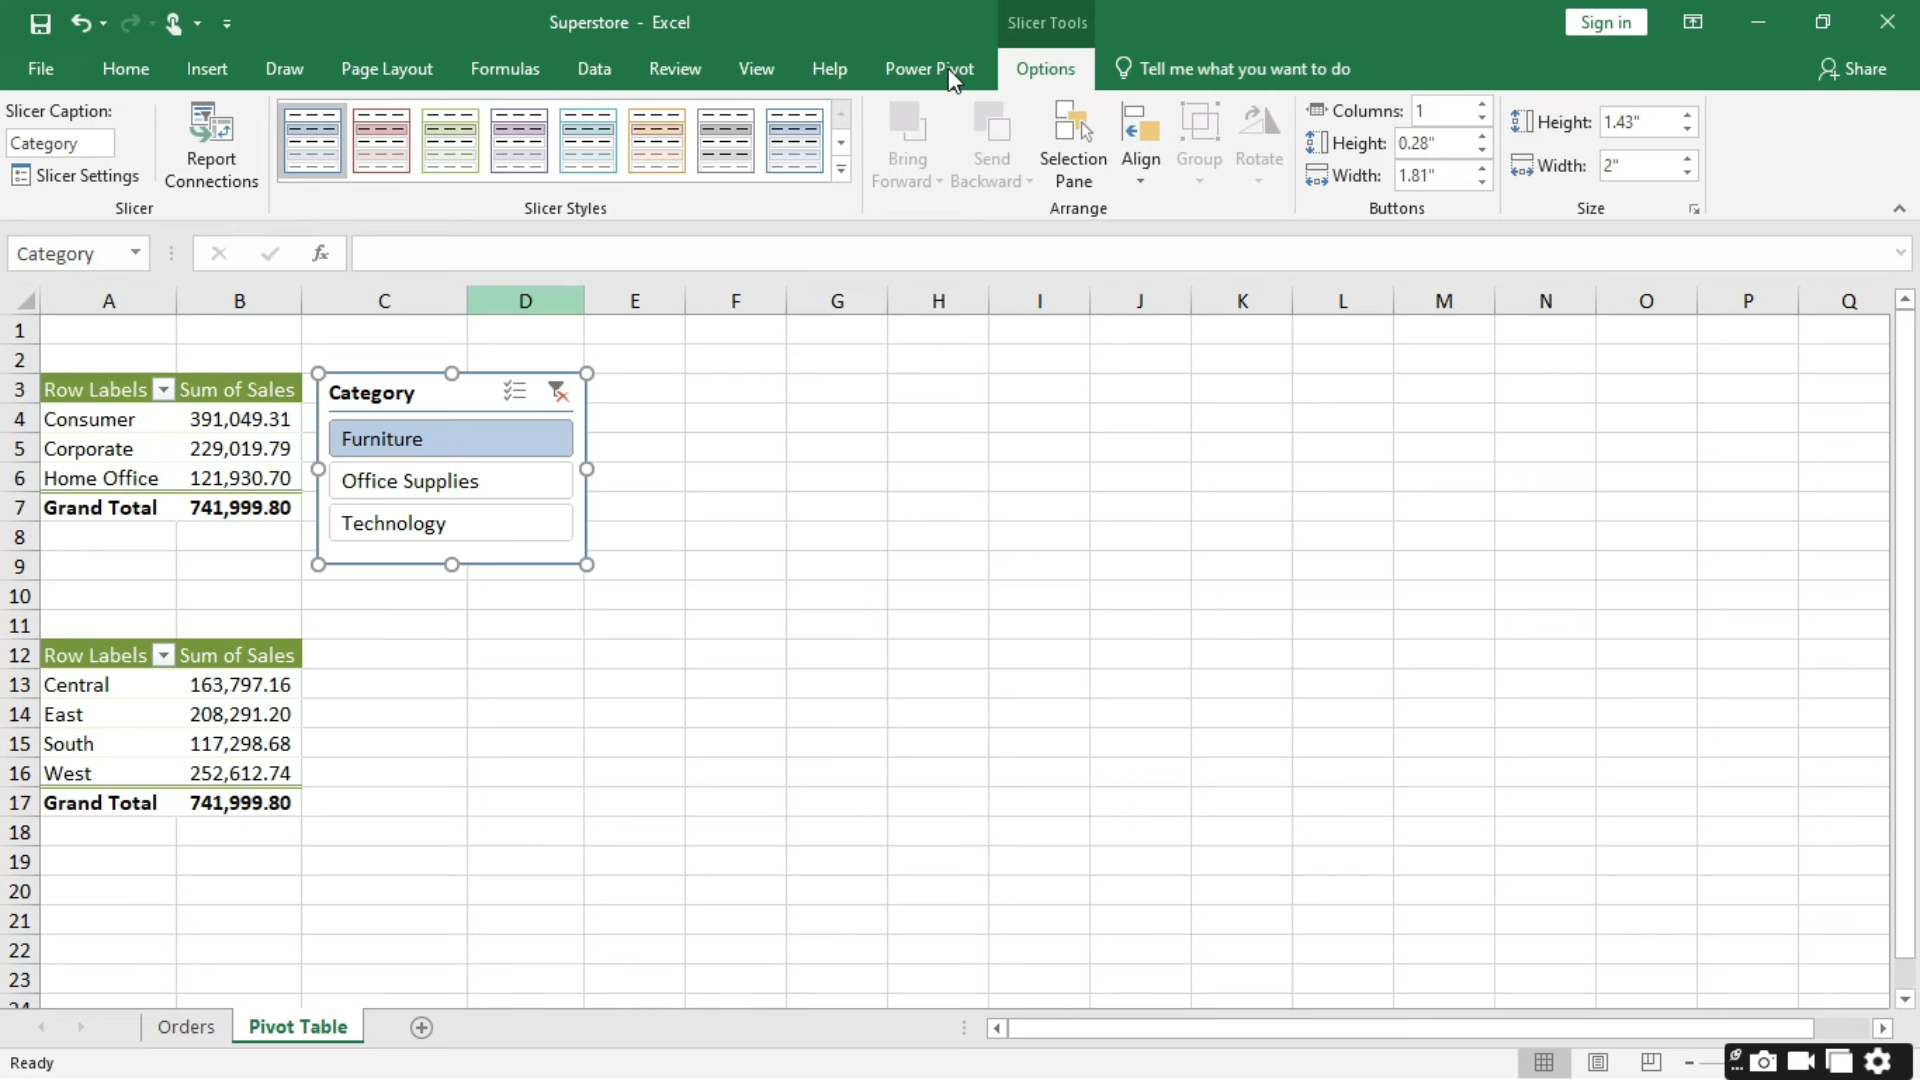 Superstore - Excel
Slicer Tools
Sign in
File Home Insert Draw Page Layout Formulas Data Review View Help Power Pivot Options Tell me what you want to do Share
Slicer Caption:
Category
Slicer Settings
Report Connections
Bring Forward
Send Backward
Selection Pane
Align
Group
Rotate
Columns: 1
Height: 0.28"
Width: 1.81"
Height: 1.43"
Width: 2"
Slicer
Slicer Styles
Arrange
Buttons
Size
Category
fx
A B C D E F G H I J K L M N O P Q
1
2
3 Row Labels Sum of Sales
4 Consumer 391,049.31
5 Corporate 229,019.79
6 Home Office 121,930.70
7 Grand Total 741,999.80
8
9
10
11
12 Row Labels Sum of Sales
13 Central 163,797.16
14 East 208,291.20
15 South 117,298.68
16 West 252,612.74
17 Grand Total 741,999.80
18
19
20
21
22
23
24
Category
Furniture
Office Supplies
Technology
Orders Pivot Table
Ready